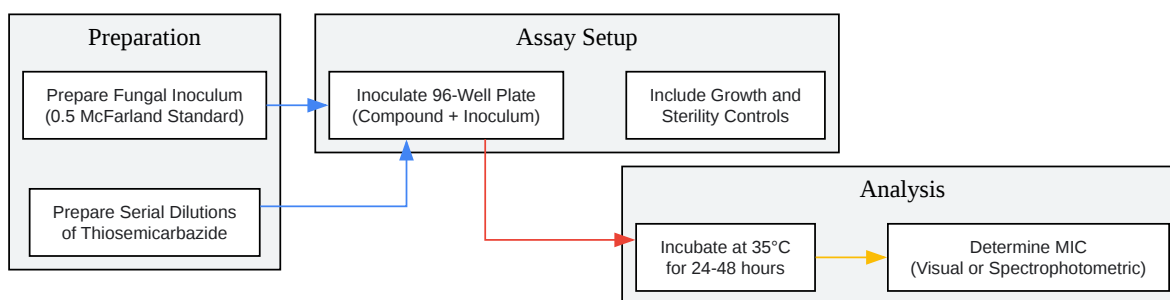 Preparation
Prepare Fungal Inoculum
(0.5 McFarland Standard)
Prepare Serial Dilutions
of Thiosemicarbazide
Assay Setup
Inoculate 96-Well Plate
(Compound + Inoculum)
Include Growth and
Sterility Controls
Analysis
Incubate at 35°C
for 24-48 hours
Determine MIC
(Visual or Spectrophotometric)